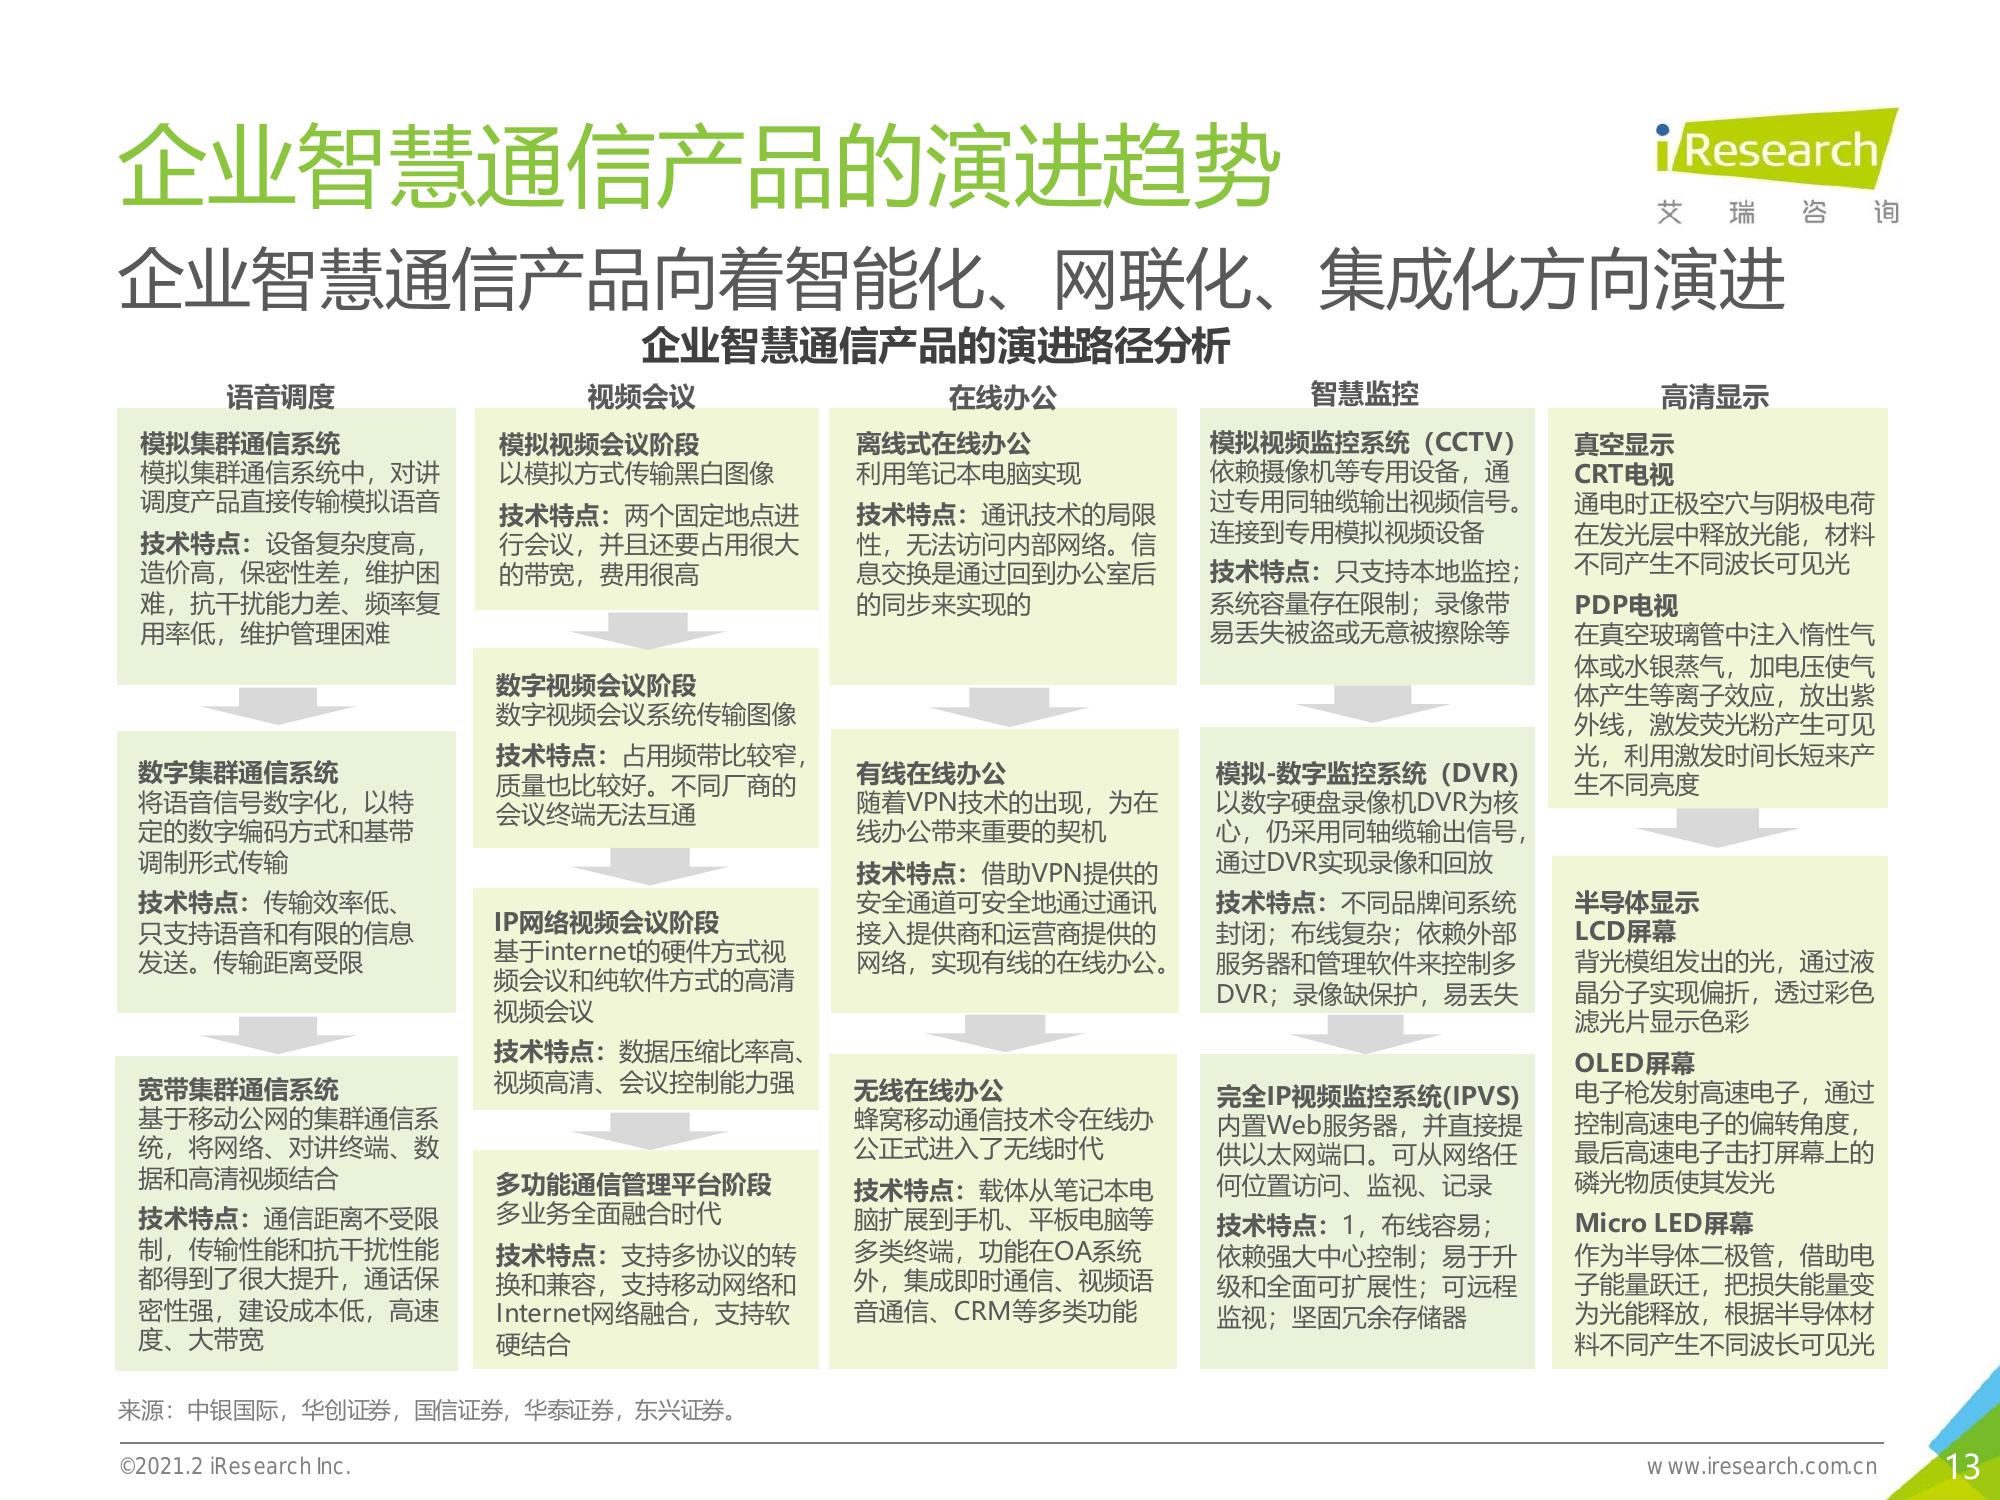 企业智慧通信产品的演进趋势
iResearch
艾瑞咨询
企业智慧通信产品向着智能化、网联化、集成化方向演进
企业智慧通信产品的演进路径分析
语音调度
模拟集群通信系统
模拟集群通信系统中，对讲
调度产品直接传输模拟语音
技术特点：设备复杂度高，
造价高，保密性差，维护困
难，抗干扰能力差、频率复
用率低，维护管理困难
数字集群通信系统
将语音信号数字化，以特
定的数字编码方式和基带
调制形式传输
技术特点：传输效率低、
只支持语音和有限的信息
发送。传输距离受限
宽带集群通信系统
基于移动公网的集群通信系
统，将网络、对讲终端、数
据和高清视频结合
技术特点：通信距离不受限
制，传输性能和抗干扰性能
都得到了很大提升，通话保
密性强，建设成本低，高速
度、大带宽
视频会议
模拟视频会议阶段
以模拟方式传输黑白图像
技术特点：两个固定地点进
行会议，并且还要占用很大
的带宽，费用很高
数字视频会议阶段
数字视频会议系统传输图像
技术特点：占用频带比较窄，
质量也比较好。不同厂商的
会议终端无法互通
IP网络视频会议阶段
基于internet的硬件方式视
频会议和纯软件方式的高清
视频会议
技术特点：数据压缩比率高、
视频高清、会议控制能力强
多功能通信管理平台阶段
多业务全面融合时代
技术特点：支持多协议的转
换和兼容，支持移动网络和
Internet网络融合，支持软
硬结合
在线办公
离线式在线办公
利用笔记本电脑实现
技术特点：通讯技术的局限
性，无法访问内部网络。信
息交换是通过回到办公室后
的同步来实现的
有线在线办公
随着VPN技术的出现，为在
线办公带来重要的契机
技术特点：借助VPN提供的
安全通道可安全地通过通讯
接入提供商和运营商提供的
网络，实现有线的在线办公。
无线在线办公
蜂窝移动通信技术令在线办
公正式进入了无线时代
技术特点：载体从笔记本电
脑扩展到手机、平板电脑等
多类终端，功能在OA系统
外，集成即时通信、视频语
音通信、CRM等多类功能
智慧监控
模拟视频监控系统（CCTV）
依赖摄像机等专用设备，通
过专用同轴缆输出视频信号。
连接到专用模拟视频设备
技术特点：只支持本地监控；
系统容量存在限制；录像带
易丢失被盗或无意被擦除等
模拟-数字监控系统（DVR)
以数字硬盘录像机DVR为核
心，仍采用同轴缆输出信号，
通过DVR实现录像和回放
技术特点：不同品牌间系统
封闭；布线复杂；依赖外部
服务器和管理软件来控制多
DVR；录像缺保护，易丢失
完全IP视频监控系统(IPVS)
内置Web服务器，并直接提
供以太网端口。可从网络任
何位置访问、监视、记录
技术特点：1，布线容易；
依赖强大中心控制；易于升
级和全面可扩展性；可远程
监视；坚固冗余存储器
高清显示
真空显示
CRT电视
通电时正极空穴与阴极电荷
在发光层中释放光能，材料
不同产生不同波长可见光
PDP电视
在真空玻璃管中注入惰性气
体或水银蒸气，加电压使气
体产生等离子效应，放出紫
外线，激发荧光粉产生可见
光，利用激发时间长短来产
生不同亮度
半导体显示
LCD屏幕
背光模组发出的光，通过液
晶分子实现偏折，透过彩色
滤光片显示色彩
OLED屏幕
电子枪发射高速电子，通过
控制高速电子的偏转角度，
最后高速电子击打屏幕上的
磷光物质使其发光
Micro LED屏幕
作为半导体二极管，借助电
子能量跃迁，把损失能量变
为光能释放，根据半导体材
料不同产生不同波长可见光
来源：中银国际，华创证券，国信证券，华泰证券，东兴证券。
©2021.2 iResearch Inc.
www.iresearch.com.cn
13